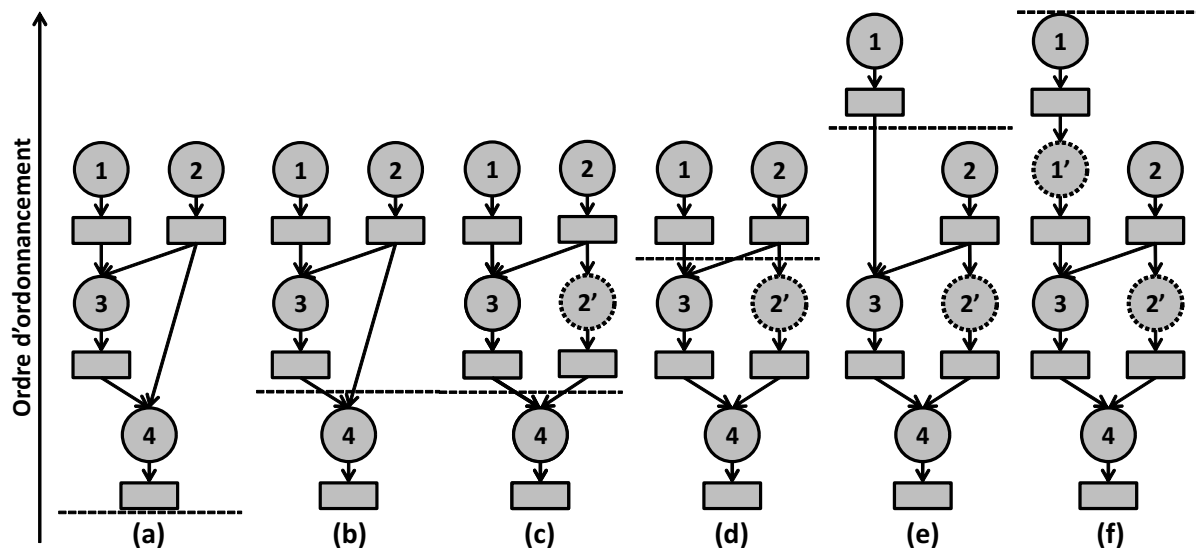 Ordre d'ordonnancement
1 1
1 2 1 2 1 2 1 2 2 1' 2
3 3 3 2' 3 2' 3 2' 3 2'
4 4 4 4 4 4
(a) (b) (c) (d) (e) (f)